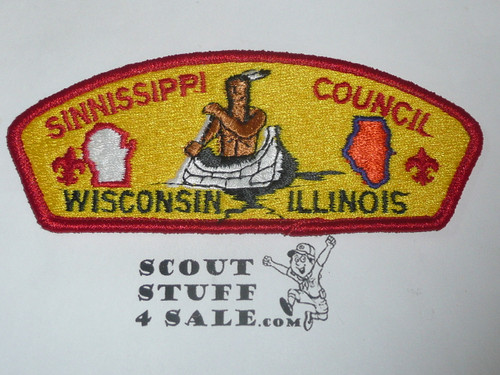 SINNISSIPPI COUNCIL
WISCONSIN ILLINOIS
SCOUT
STUFF
4 SALE.COM